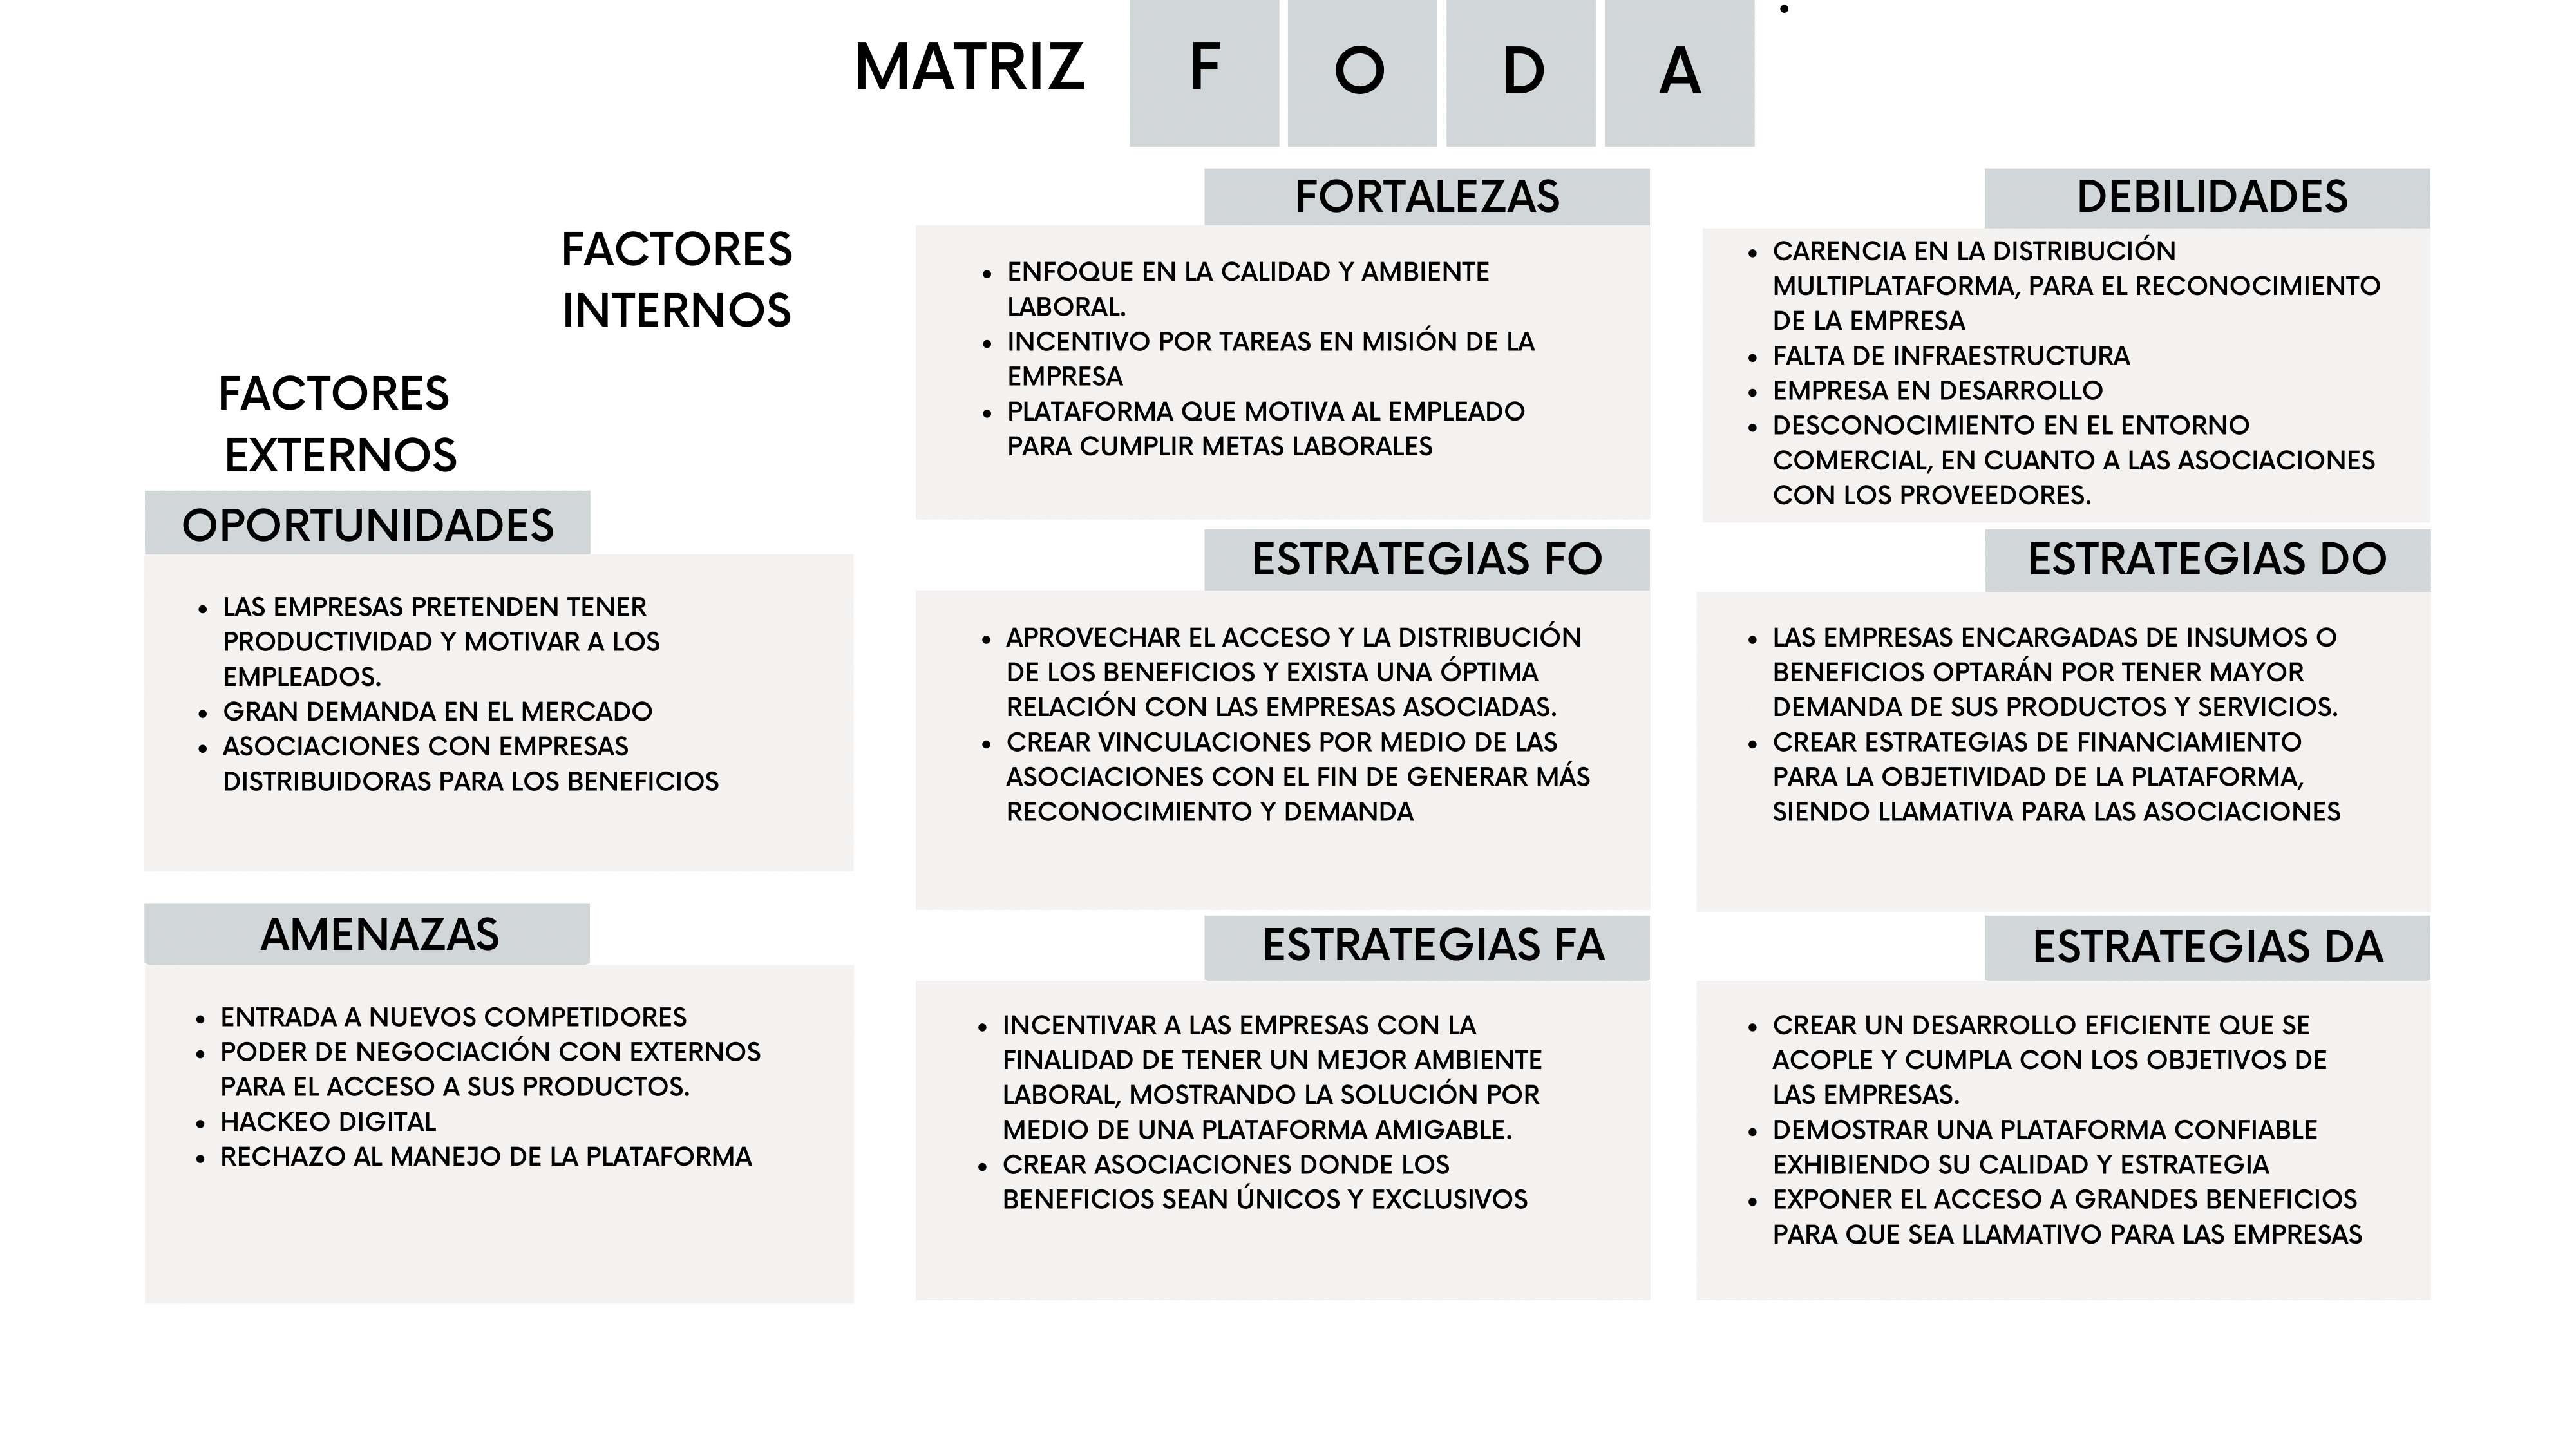 MATRIZ F O D A
FACTORES
INTERNOS
FACTORES
EXTERNOS
FORTALEZAS
• ENFOQUE EN LA CALIDAD Y AMBIENTE
LABORAL.
• INCENTIVO POR TAREAS EN MISIÓN DE LA
EMPRESA
• PLATAFORMA QUE MOTIVA AL EMPLEADO
PARA CUMPLIR METAS LABORALES
DEBILIDADES
• CARENCIA EN LA DISTRIBUCIÓN
MULTIPLATAFORMA, PARA EL RECONOCIMIENTO
DE LA EMPRESA
• FALTA DE INFRAESTRUCTURA
• EMPRESA EN DESARROLLO
• DESCONOCIMIENTO EN EL ENTORNO
COMERCIAL, EN CUANTO A LAS ASOCIACIONES
CON LOS PROVEEDORES.
OPORTUNIDADES
• LAS EMPRESAS PRETENDEN TENER
PRODUCTIVIDAD Y MOTIVAR A LOS
EMPLEADOS.
• GRAN DEMANDA EN EL MERCADO
• ASOCIACIONES CON EMPRESAS
DISTRIBUIDORAS PARA LOS BENEFICIOS
ESTRATEGIAS FO
• APROVECHAR EL ACCESO Y LA DISTRIBUCIÓN
DE LOS BENEFICIOS Y EXISTA UNA ÓPTIMA
RELACIÓN CON LAS EMPRESAS ASOCIADAS.
• CREAR VINCULACIONES POR MEDIO DE LAS
ASOCIACIONES CON EL FIN DE GENERAR MÁS
RECONOCIMIENTO Y DEMANDA
ESTRATEGIAS DO
• LAS EMPRESAS ENCARGADAS DE INSUMOS O
BENEFICIOS OPTARÁN POR TENER MAYOR
DEMANDA DE SUS PRODUCTOS Y SERVICIOS.
• CREAR ESTRATEGIAS DE FINANCIAMIENTO
PARA LA OBJETIVIDAD DE LA PLATAFORMA,
SIENDO LLAMATIVA PARA LAS ASOCIACIONES
AMENAZAS
• ENTRADA A NUEVOS COMPETIDORES
• PODER DE NEGOCIACIÓN CON EXTERNOS
PARA EL ACCESO A SUS PRODUCTOS.
• HACKEO DIGITAL
• RECHAZO AL MANEJO DE LA PLATAFORMA
ESTRATEGIAS FA
• INCENTIVAR A LAS EMPRESAS CON LA
FINALIDAD DE TENER UN MEJOR AMBIENTE
LABORAL, MOSTRANDO LA SOLUCIÓN POR
MEDIO DE UNA PLATAFORMA AMIGABLE.
• CREAR ASOCIACIONES DONDE LOS
BENEFICIOS SEAN ÚNICOS Y EXCLUSIVOS
ESTRATEGIAS DA
• CREAR UN DESARROLLO EFICIENTE QUE SE
ACOPLE Y CUMPLA CON LOS OBJETIVOS DE
LAS EMPRESAS.
• DEMOSTRAR UNA PLATAFORMA CONFIABLE
EXHIBIENDO SU CALIDAD Y ESTRATEGIA
• EXPONER EL ACCESO A GRANDES BENEFICIOS
PARA QUE SEA LLAMATIVO PARA LAS EMPRESAS